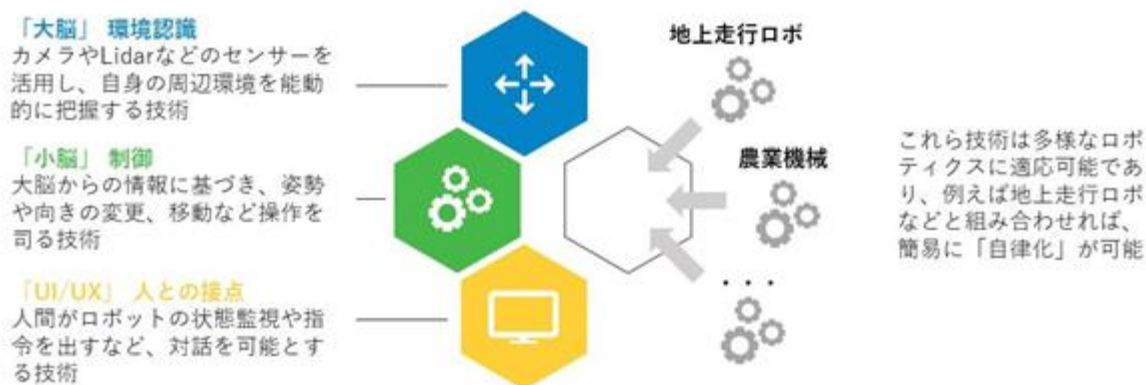 「大脳」 環境認識
カメラやLidarなどのセンサーを
活用し、自身の周辺環境を能動
的に把握する技術
「小脳」 制御
大脳からの情報に基づき、姿勢
や向きの変更、移動など操作を
司る技術
「UI/UX」 人との接点
人間がロボットの状態監視や指
令を出すなど、対話を可能とす
る技術
地上走行ロボ
農業機械
・・・
これら技術は多様なロボ
ティクスに適応可能であ
り、例えば地上走行ロボ
などと組み合わせれば、
簡易に「自律化」が可能